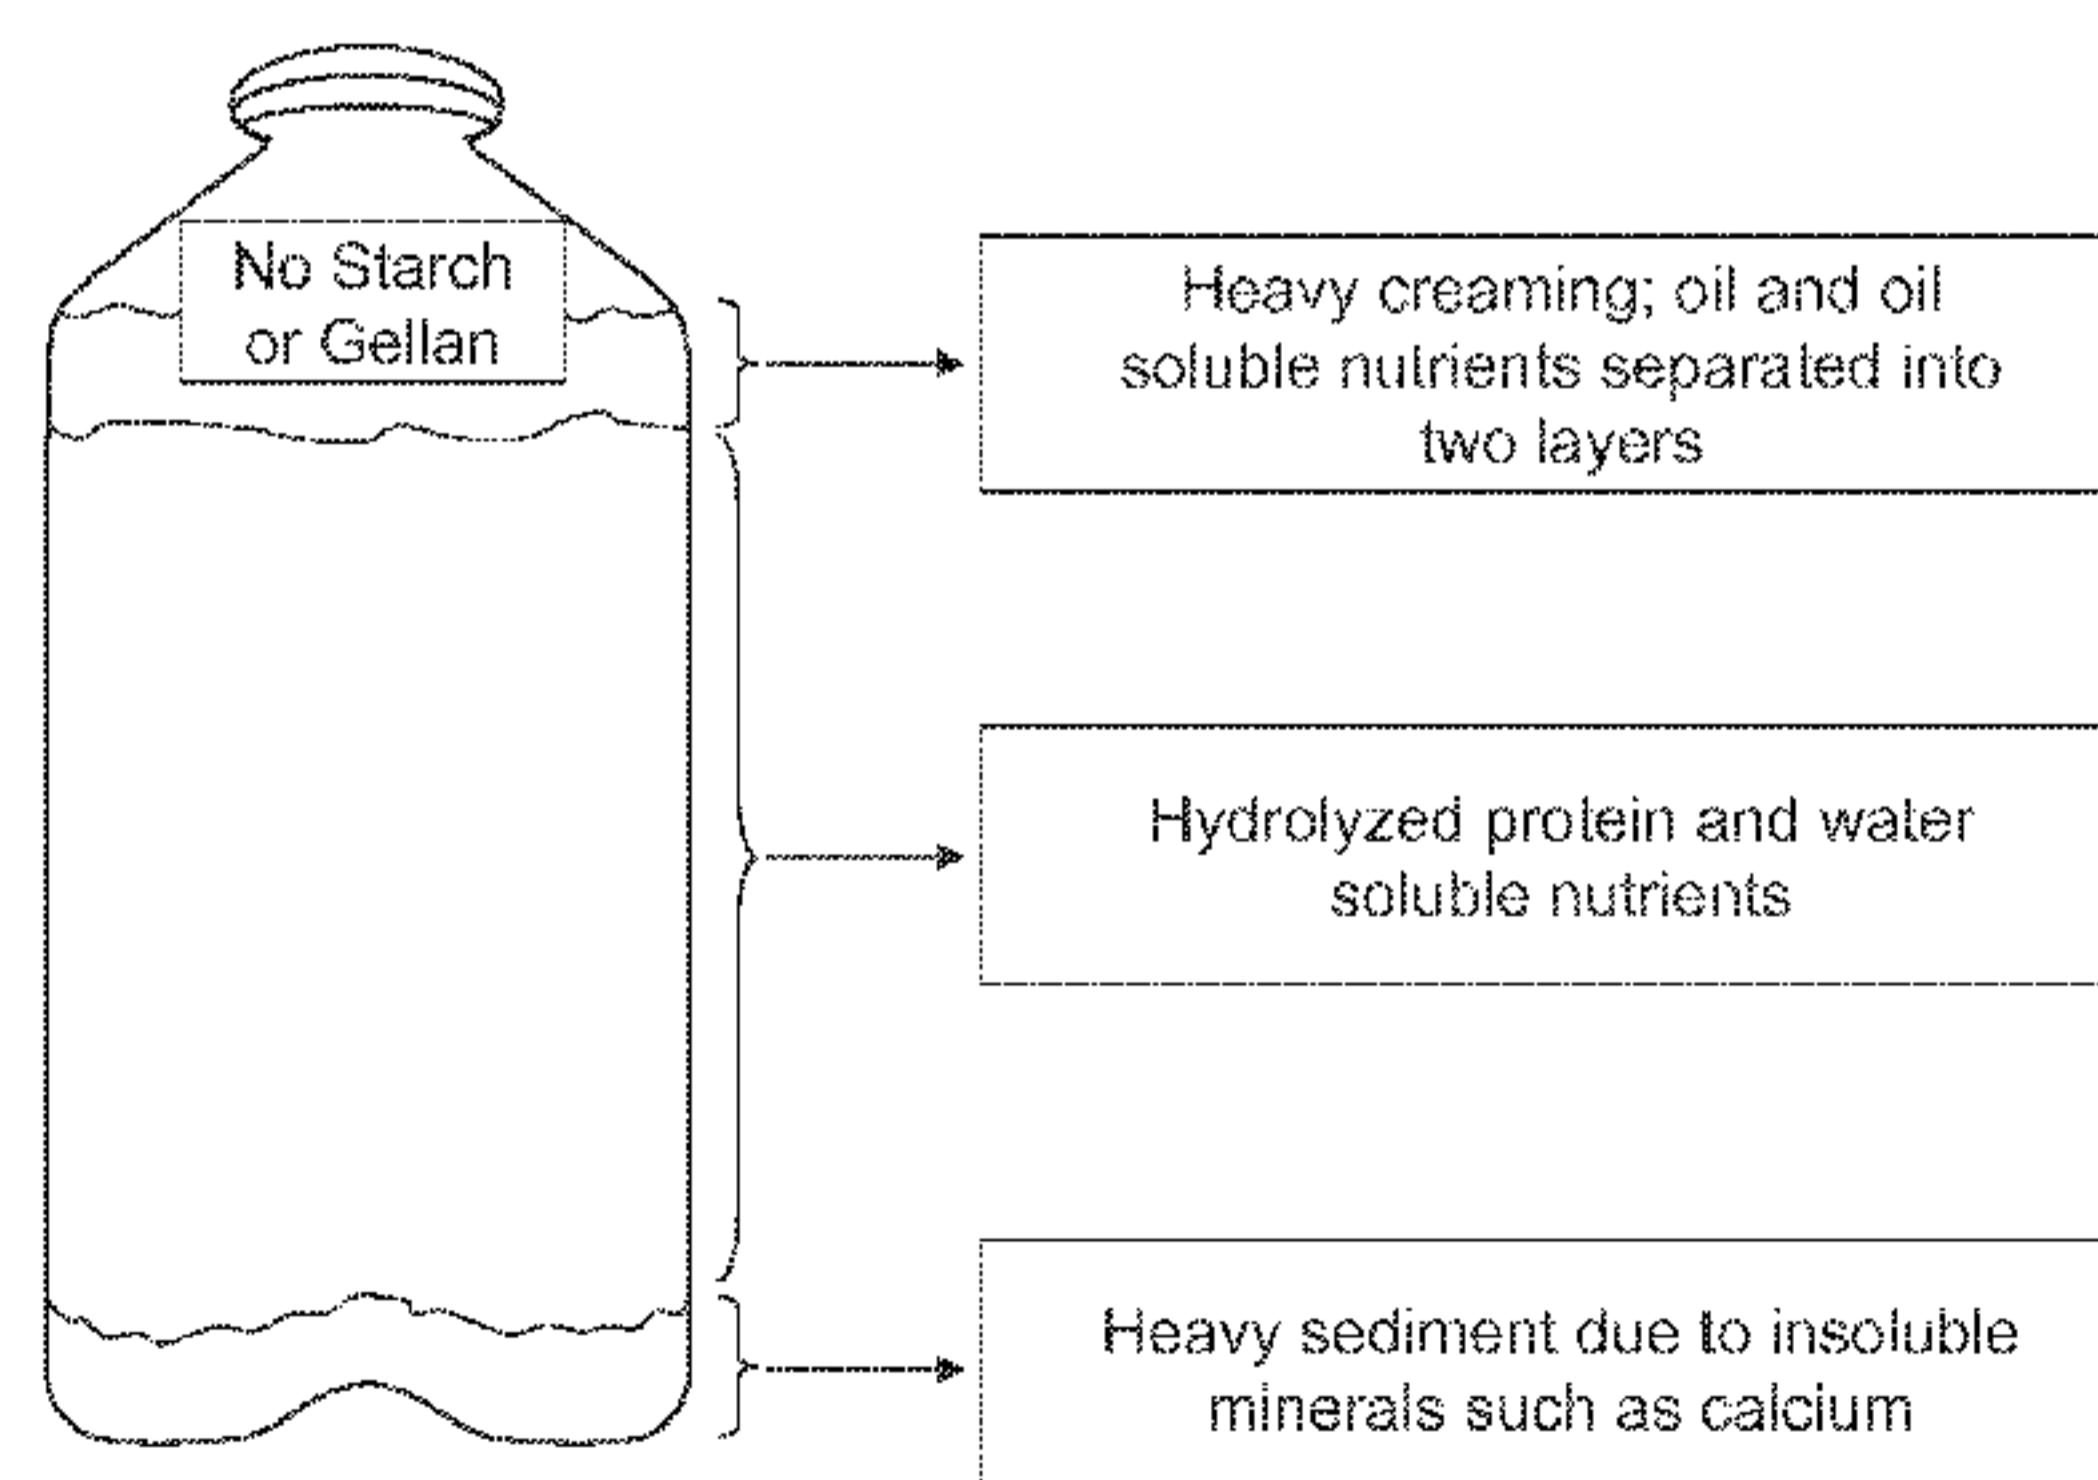 No Starch
or Gellan
Heavy creaming; oil and oil
soluble nutrients separated into
two layers
Hydrolyzed protein and water
soluble nutrients
Heavy sediment due to insoluble
minerals such as calcium